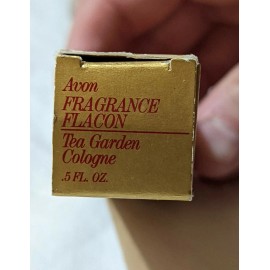 Avon
FRAGRANCE
FLACON
Tea Garden
Cologne
.5 FL. OZ.